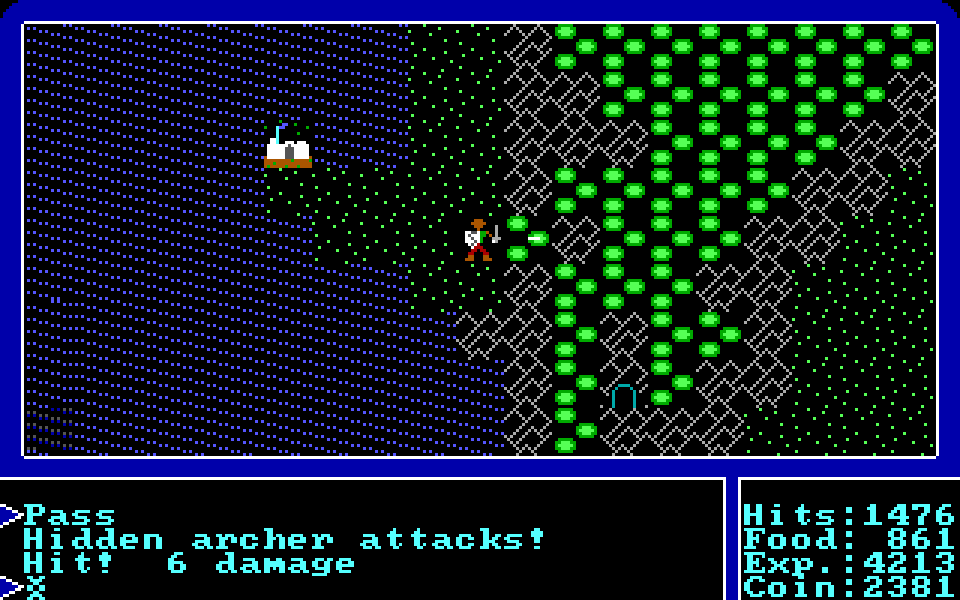 Pass
Hidden archer attacks!
Hit! 6 damage
Hits:1476
Food: 861
Exp.:4213
Coin:2381